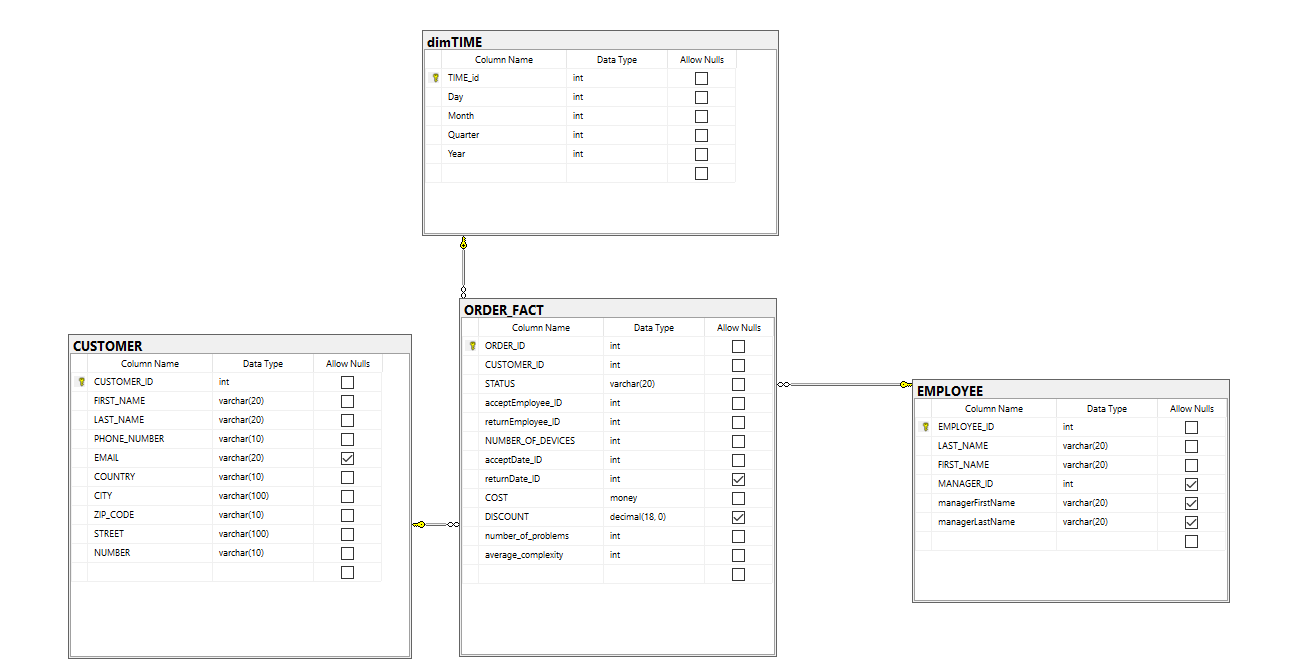 dimTIME
Column Name Data Type Allow Nulls
TIME_id int
Day int
Month int
Quarter int
Year int
ORDER_FACT
Column Name Data Type Allow Nulls
ORDER_ID int
CUSTOMER_ID int
STATUS varchar(20)
acceptEmployee_ID int
returnEmployee_ID int
NUMBER_OF_DEVICES int
acceptDate_ID int
returnDate_ID int
COST money
DISCOUNT decimal(18, 0)
number_of_problems int
average_complexity int
CUSTOMER
Column Name Data Type Allow Nulls
CUSTOMER_ID int
FIRST_NAME varchar(20)
LAST_NAME varchar(20)
PHONE_NUMBER varchar(10)
EMAIL varchar(20)
COUNTRY varchar(10)
CITY varchar(100)
ZIP_CODE varchar(10)
STREET varchar(100)
NUMBER varchar(10)
EMPLOYEE
Column Name Data Type Allow Nulls
EMPLOYEE_ID int
LAST_NAME varchar(20)
FIRST_NAME varchar(20)
MANAGER_ID int
managerFirstName varchar(20)
managerLastName varchar(20)